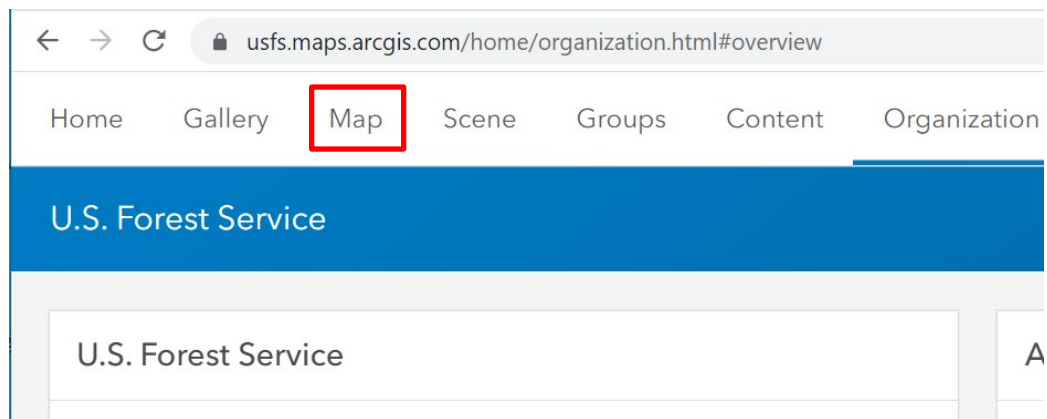 usfs.maps.arcgis.com/home/organization.html#overview
Home Gallery Map Scene Groups Content Organization
U.S. Forest Service
U.S. Forest Service
A